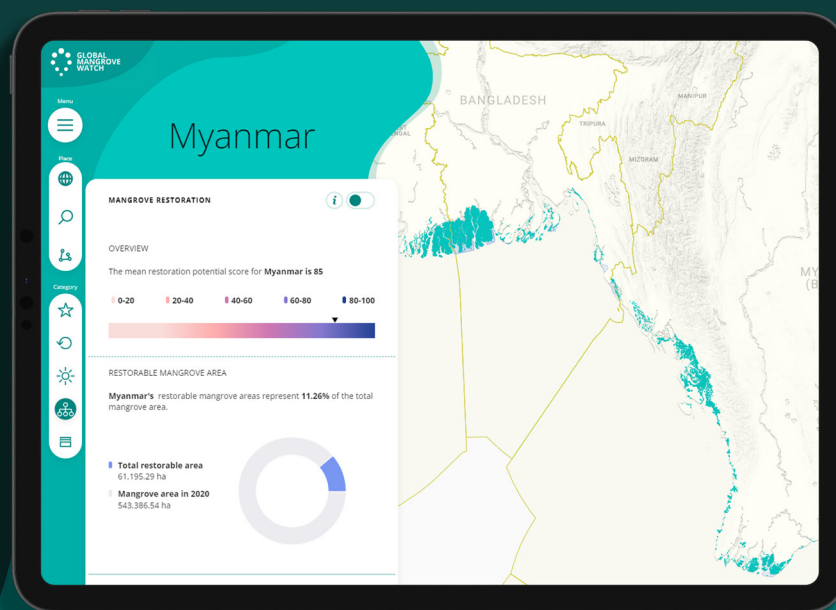 GLOBAL
MANGROVE
WATCH
Menu
Place
Category
Myanmar
MANGROVE RESTORATION
i
OVERVIEW
The mean restoration potential score for Myanmar is 85
0-20 20-40 40-60 60-80 80-100
RESTORABLE MANGROVE AREA
Myanmar's restorable mangrove areas represent 11.26% of the total
mangrove area.
Total restorable area
61.195.29 ha
Mangrove area in 2020
543,386.54 ha
BANGLADESH
MANIPUR
TRIPURA
NGAL
MIZORAM
MY
(B